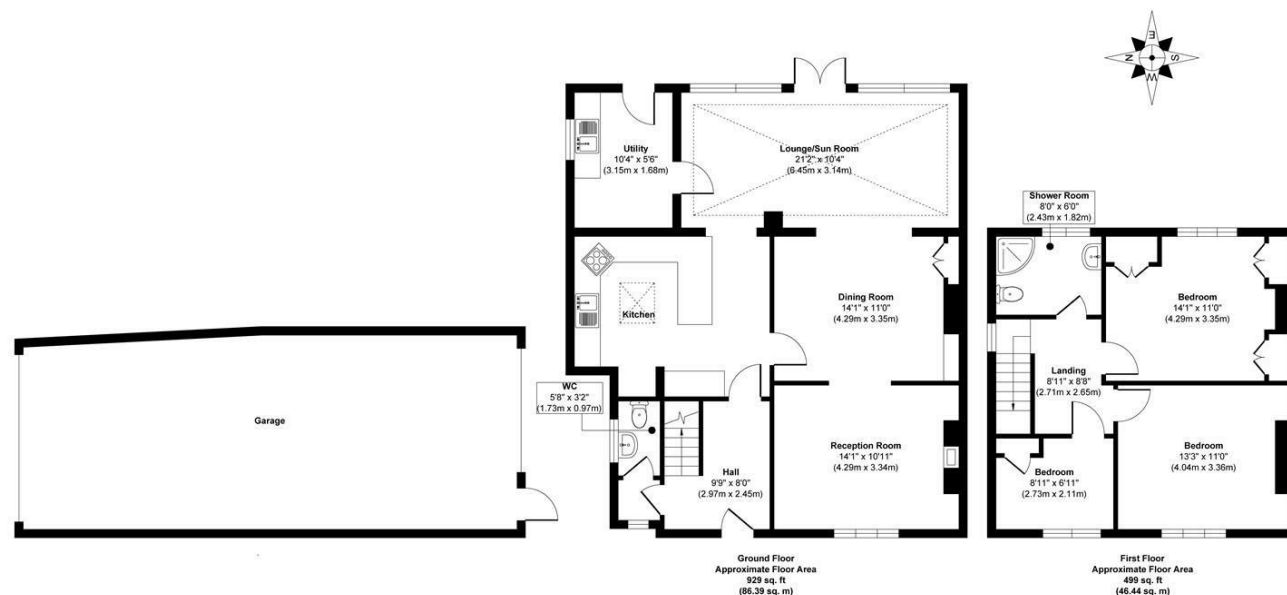 E
N
S
W
Utility
10'4" x 5'6"
(3.15m x 1.68m)
Lounge/Sun Room
21'2" x 10'4"
(6.45m x 3.14m)
Shower Room
8'0" x 6'0"
(2.43m x 1.82m)
Kitchen
Dining Room
14'1" x 11'0"
(4.29m x 3.35m)
Bedroom
14'1" x 11'0"
(4.29m x 3.35m)
WC
5'8" x 3'2"
(1.73m x 0.97m)
Landing
8'11" x 8'8"
(2.71m x 2.65m)
Garage
Hall
9'9" x 8'0"
(2.97m x 2.45m)
Reception Room
14'1" x 10'11"
(4.29m x 3.34m)
Bedroom
8'11" x 6'11"
(2.73m x 2.11m)
Bedroom
13'3" x 11'0"
(4.04m x 3.36m)
Ground Floor
Approximate Floor Area
929 sq. ft
(86.39 sq. m)
First Floor
Approximate Floor Area
499 sq. ft
(46.44 sq. m)